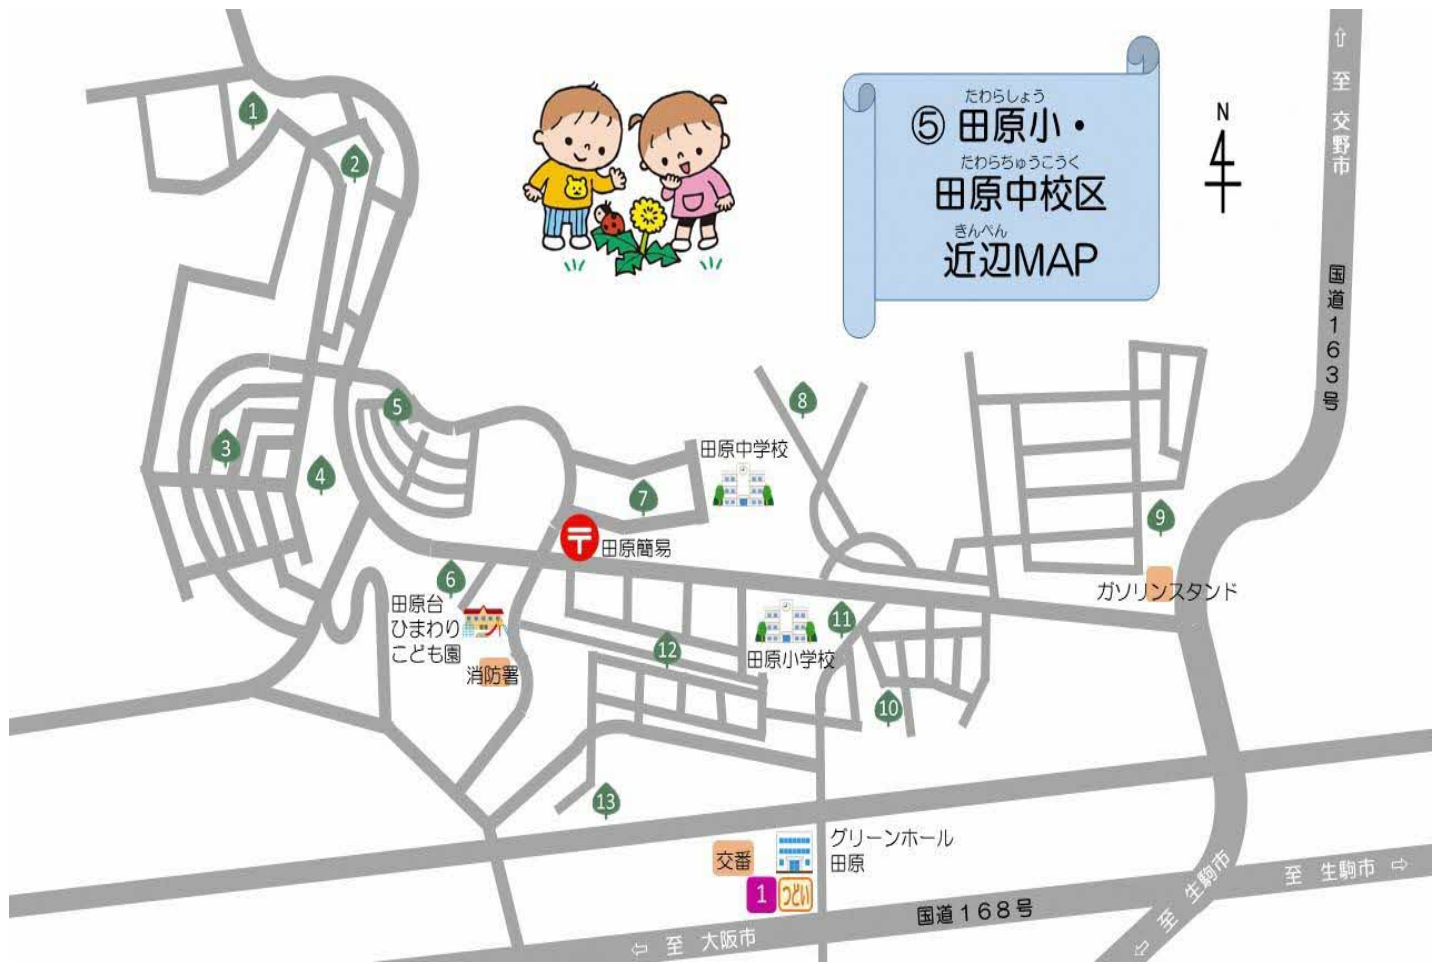 たわらしょう
⑤ 田原小・
たわらちゅうこうく
田原中校区
きんぺん
近辺MAP
N
⇧ 至 交野市
国道163号
1
2
3
4
5
6
7
8
9
10
11
12
13
田原中学校
〒
田原簡易
ガソリンスタンド
田原台
ひまわり
こども園
消防署
田原小学校
グリーンホール
田原
交番
1
つどい
国道168号
⇦ 至 大阪市
⇦ 至 生駒市
至 生駒市 ⇨